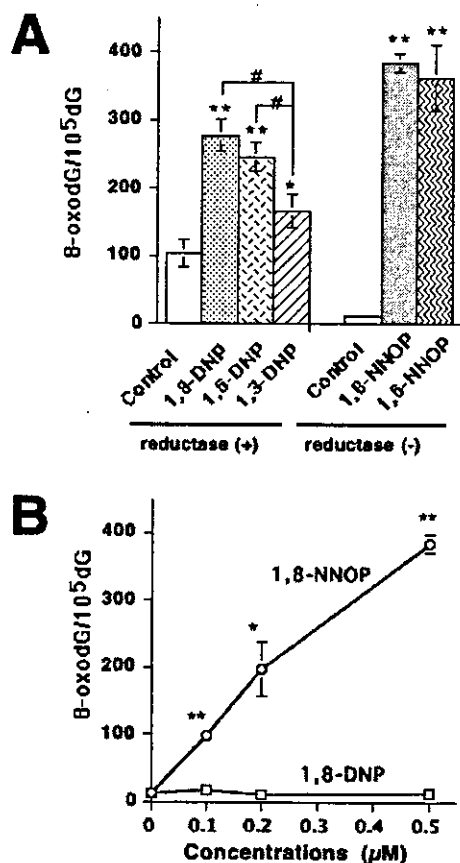 A
8-oxodG/10⁵dG
400
300
200
100
0
**
**
*
#
#
**
**
Control
1,8-DNP
1,6-DNP
1,3-DNP
Control
1,8-NNOP
1,6-NNOP
reductase (+)
reductase (-)
B
8-oxodG/10⁵dG
400
300
200
100
0
**
*
**
1,8-NNOP
1,8-DNP
0
0.1
0.2
0.3
0.4
0.5
Concentrations (μM)